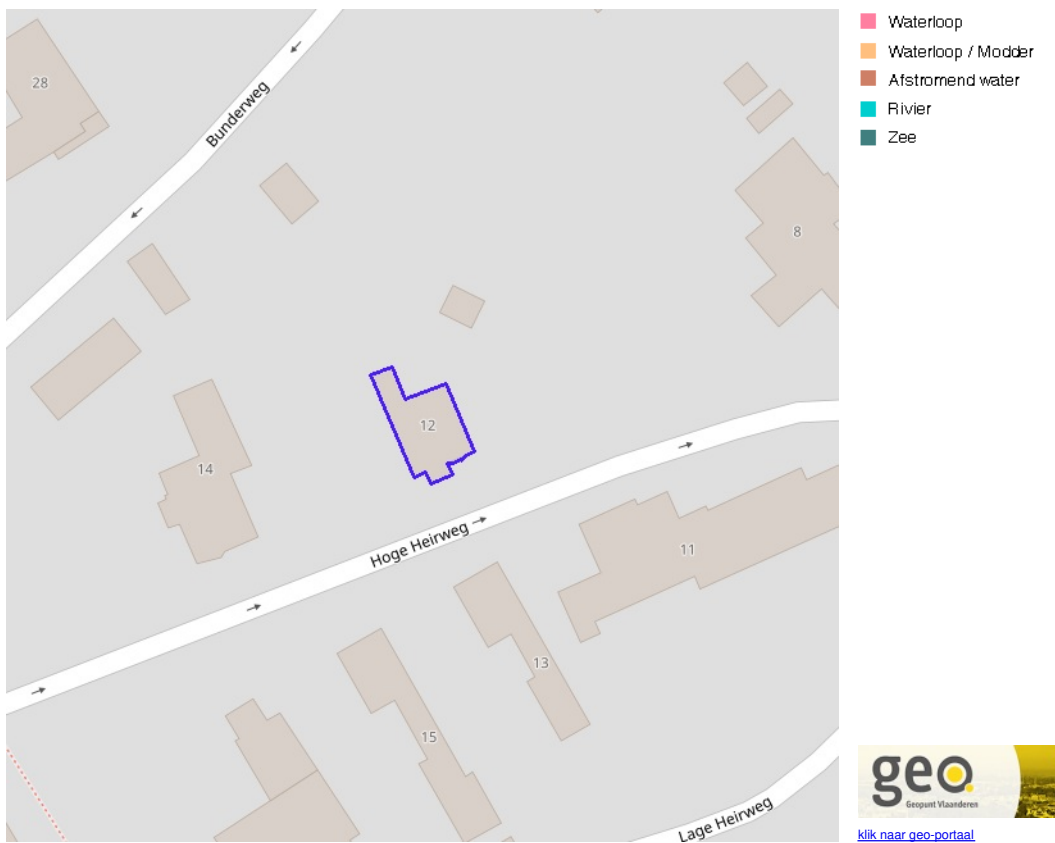 28
Bunderweg
8
12
14
Hoge Heirweg
11
13
15
Lage Heirweg
Waterloop
Waterloop / Modder
Afstromend water
Rivier
Zee
geo.
Geopunt Vlaanderen
klik naar geo-portaal